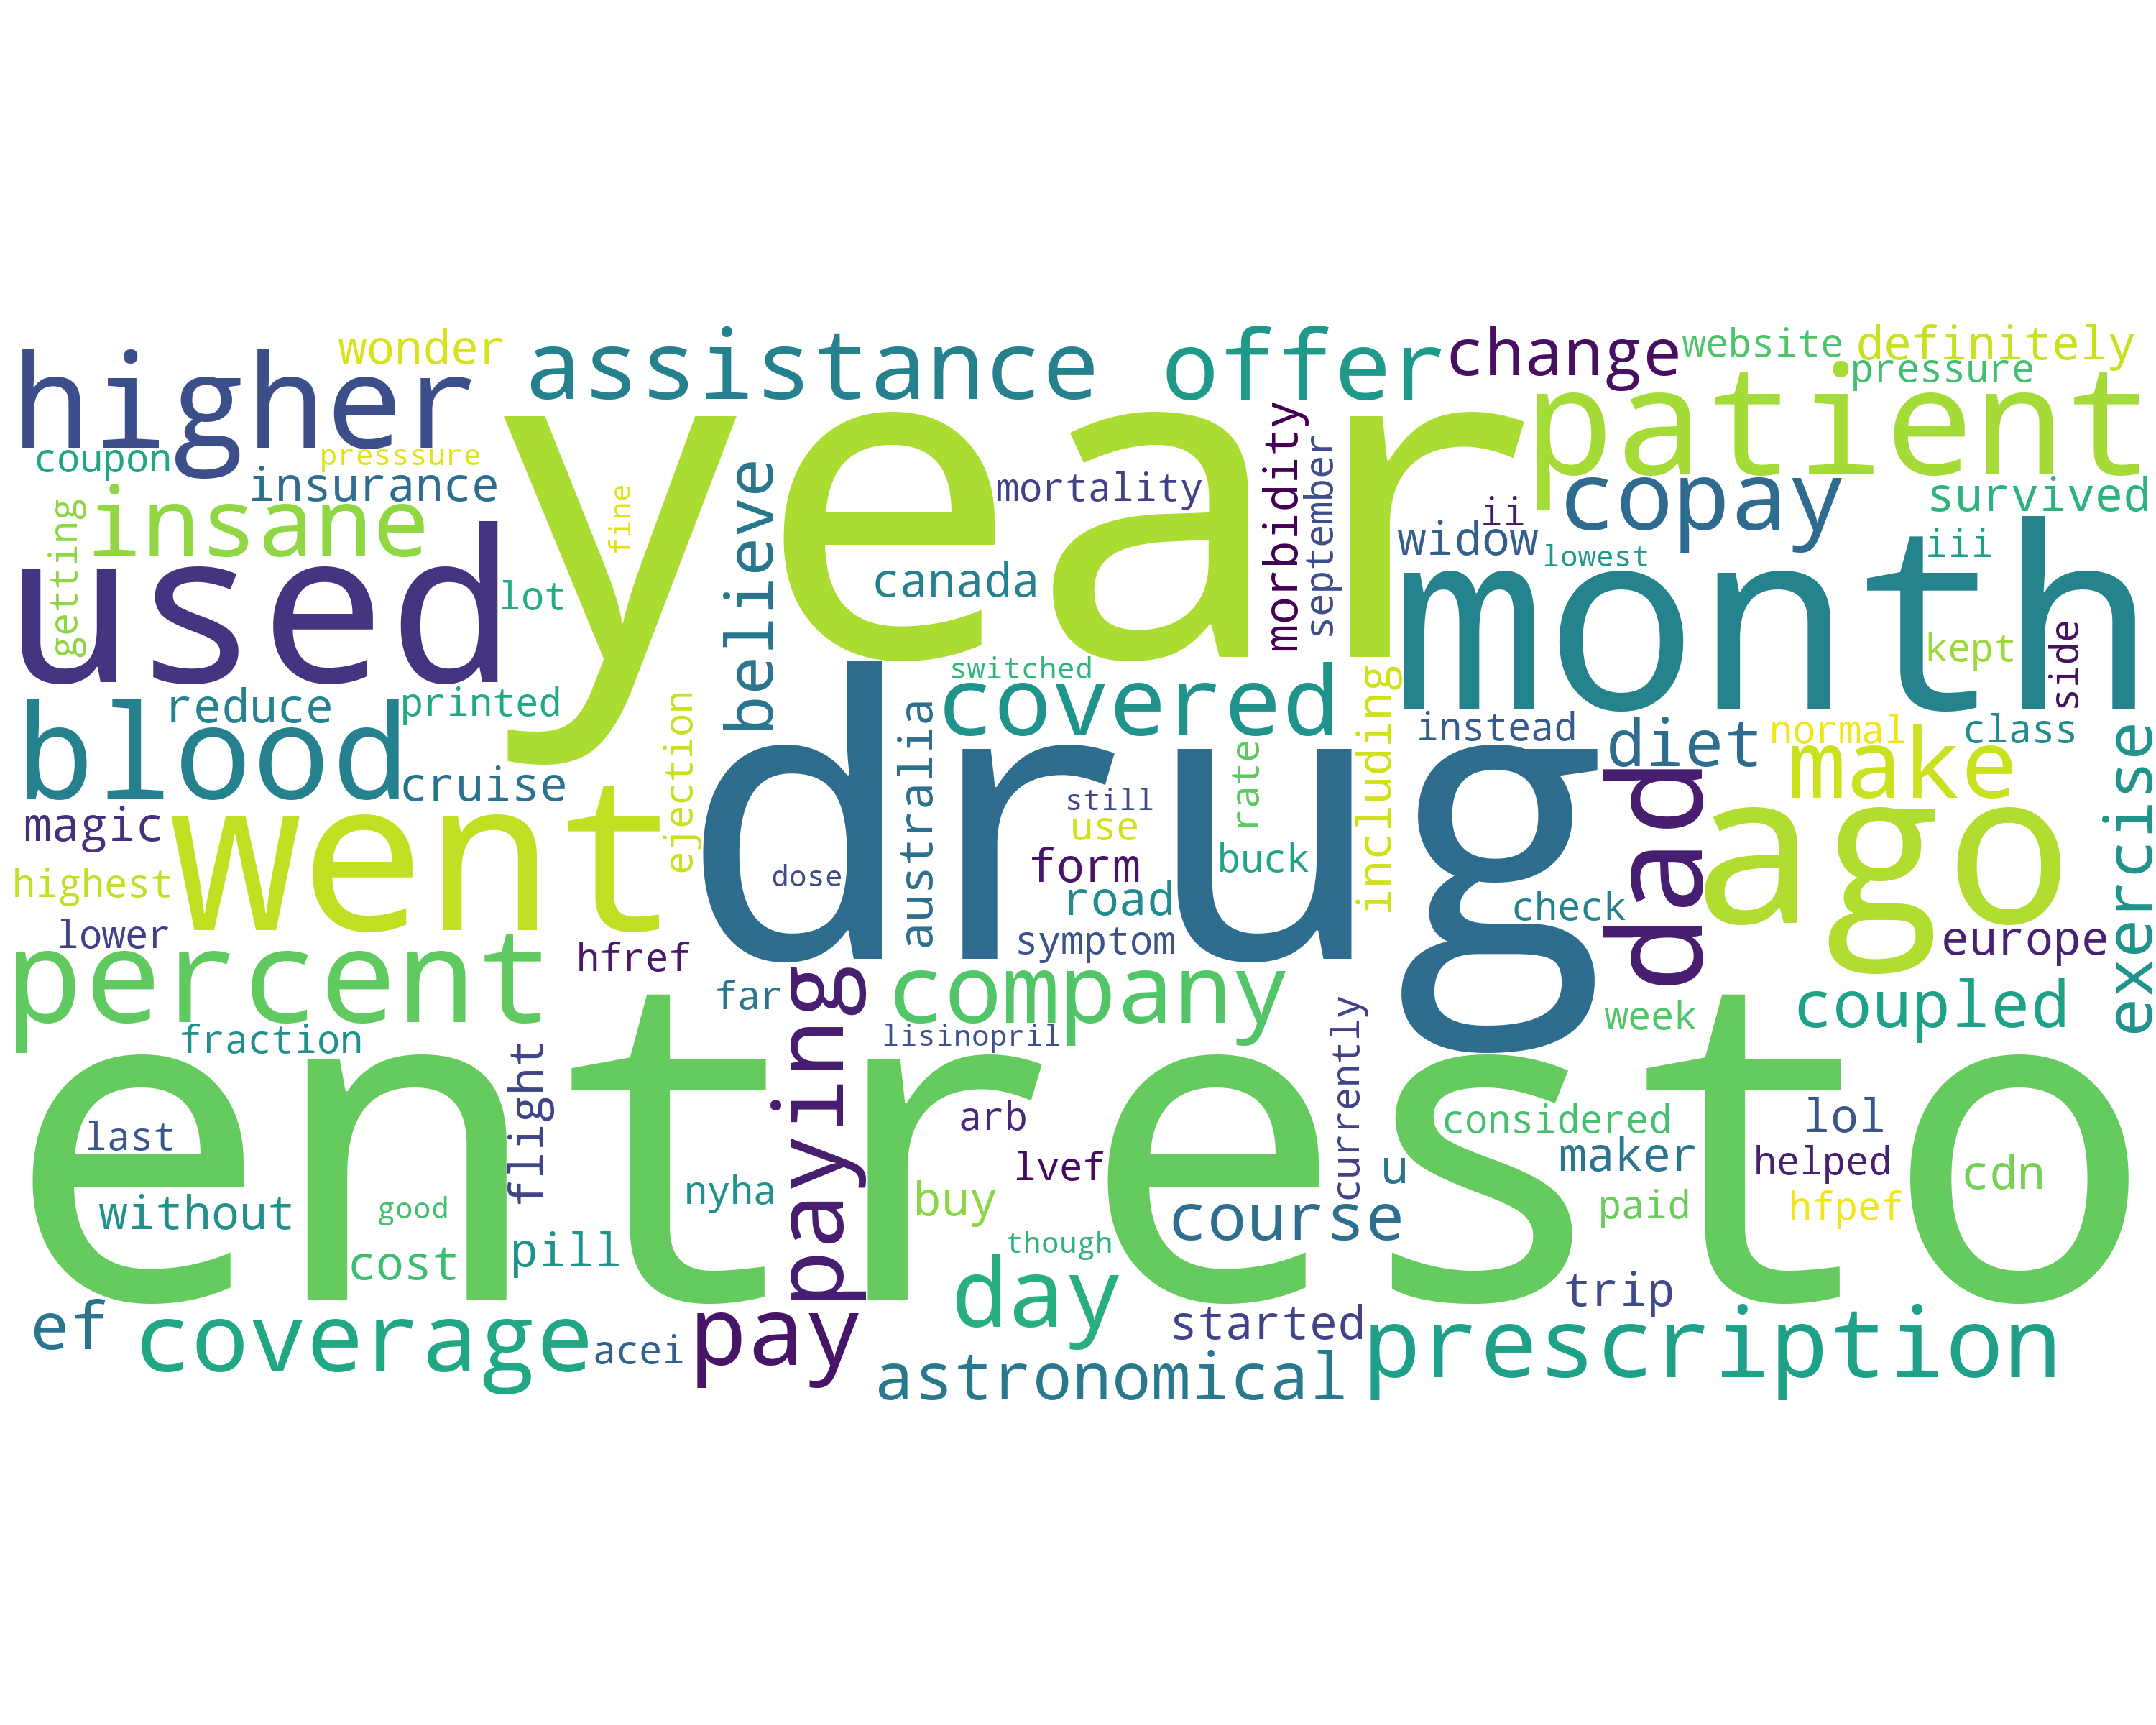 wonder
assistance
offer
change
website
definitely
higher
pressure
patient
year
coupon
presssure
insurance
believe
mortality
morbidity
september
ii
copay
survived
getting
insane
fine
widow
lowest
iii
used
lot
canada
month
kept
side
switched
covered
including
blood
reduce
printed
ejection
australia
instead
diet
normal
class
make
exercise
cruise
drug
still
rate
dad
magic
went
use
ago
highest
dose
form
buck
road
check
lower
percent
hfref
symptom
europe
far
paying
company
week
coupled
fraction
entresto
lisinopril
currently
flight
last
arb
considered
lol
maker
helped
without
good
nyha
lvef
buy
u
course
paid
hfpef
cdn
cost
pill
though
day
trip
ef
coverage
acei
pay
started
prescription
astronomical